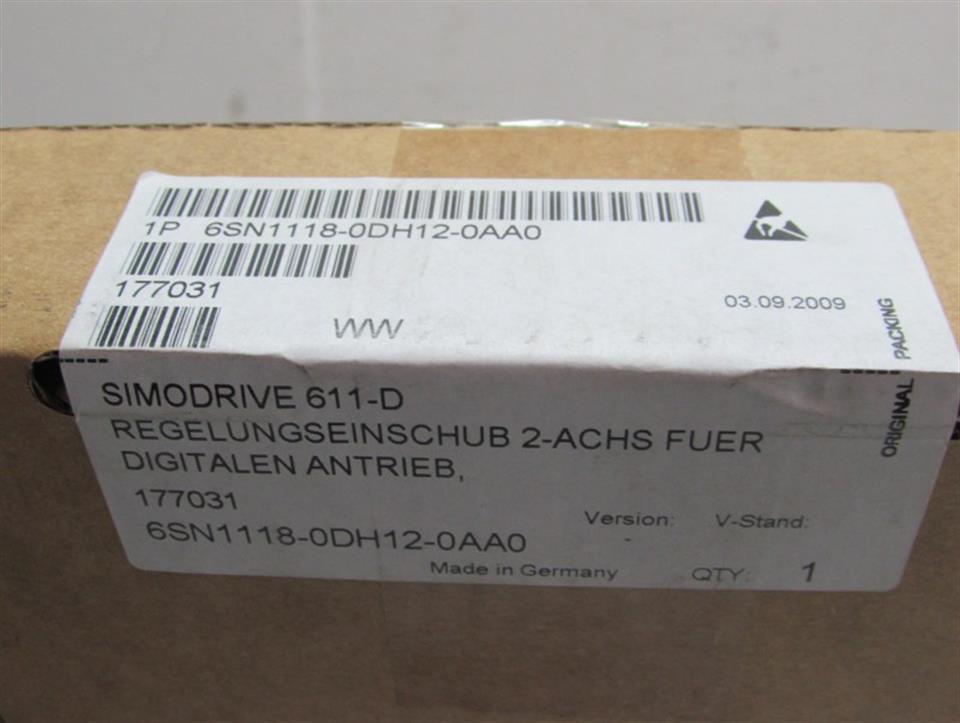 1P 6SN1118-0DH12-0AA0
177031
03.09.2009
WW
ORIGINAL PACKING
SIMODRIVE 611-D
REGELUNGSEINSCHUB 2-ACHS FUER
DIGITALEN ANTRIEB,
177031
Version: V-Stand:
6SN1118-0DH12-0AA0 -
Made in Germany QTY: 1